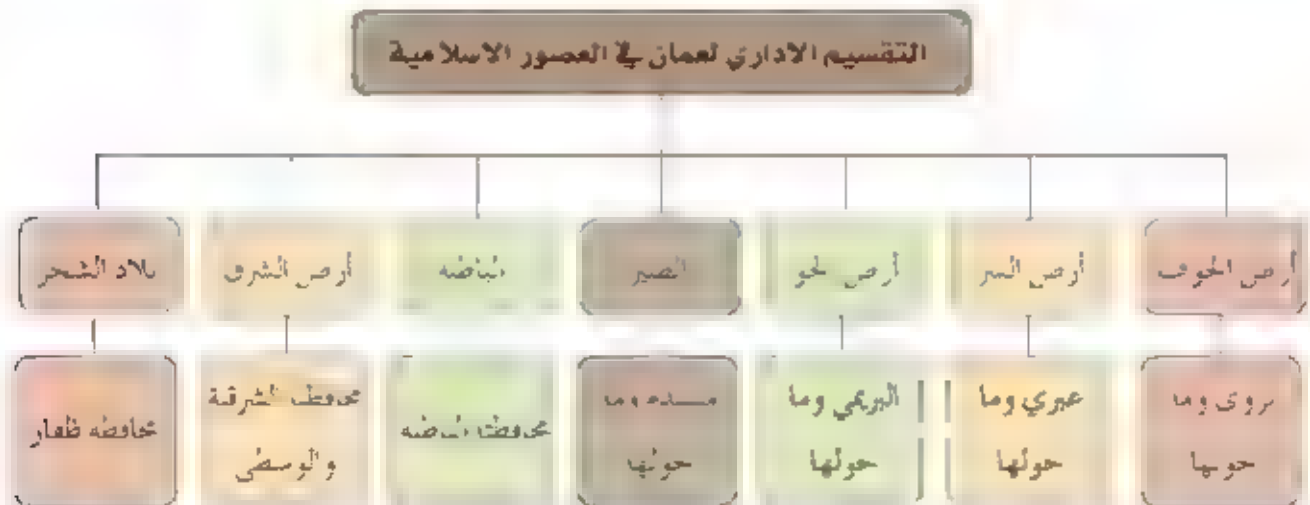 التقسيم الاداري لعمان في العصور الاسلامية
أرض الجوف
أرض السر
أرض الجو
الصير
الباطنة
أرض الشرق
بلاد الشحر
نزوى وما
حولها
عبري وما
حولها
البريمي وما
حولها
وما
حولها
محافظة الباطنة
محافظة الشرقية
والوسطى
محافظة ظفار